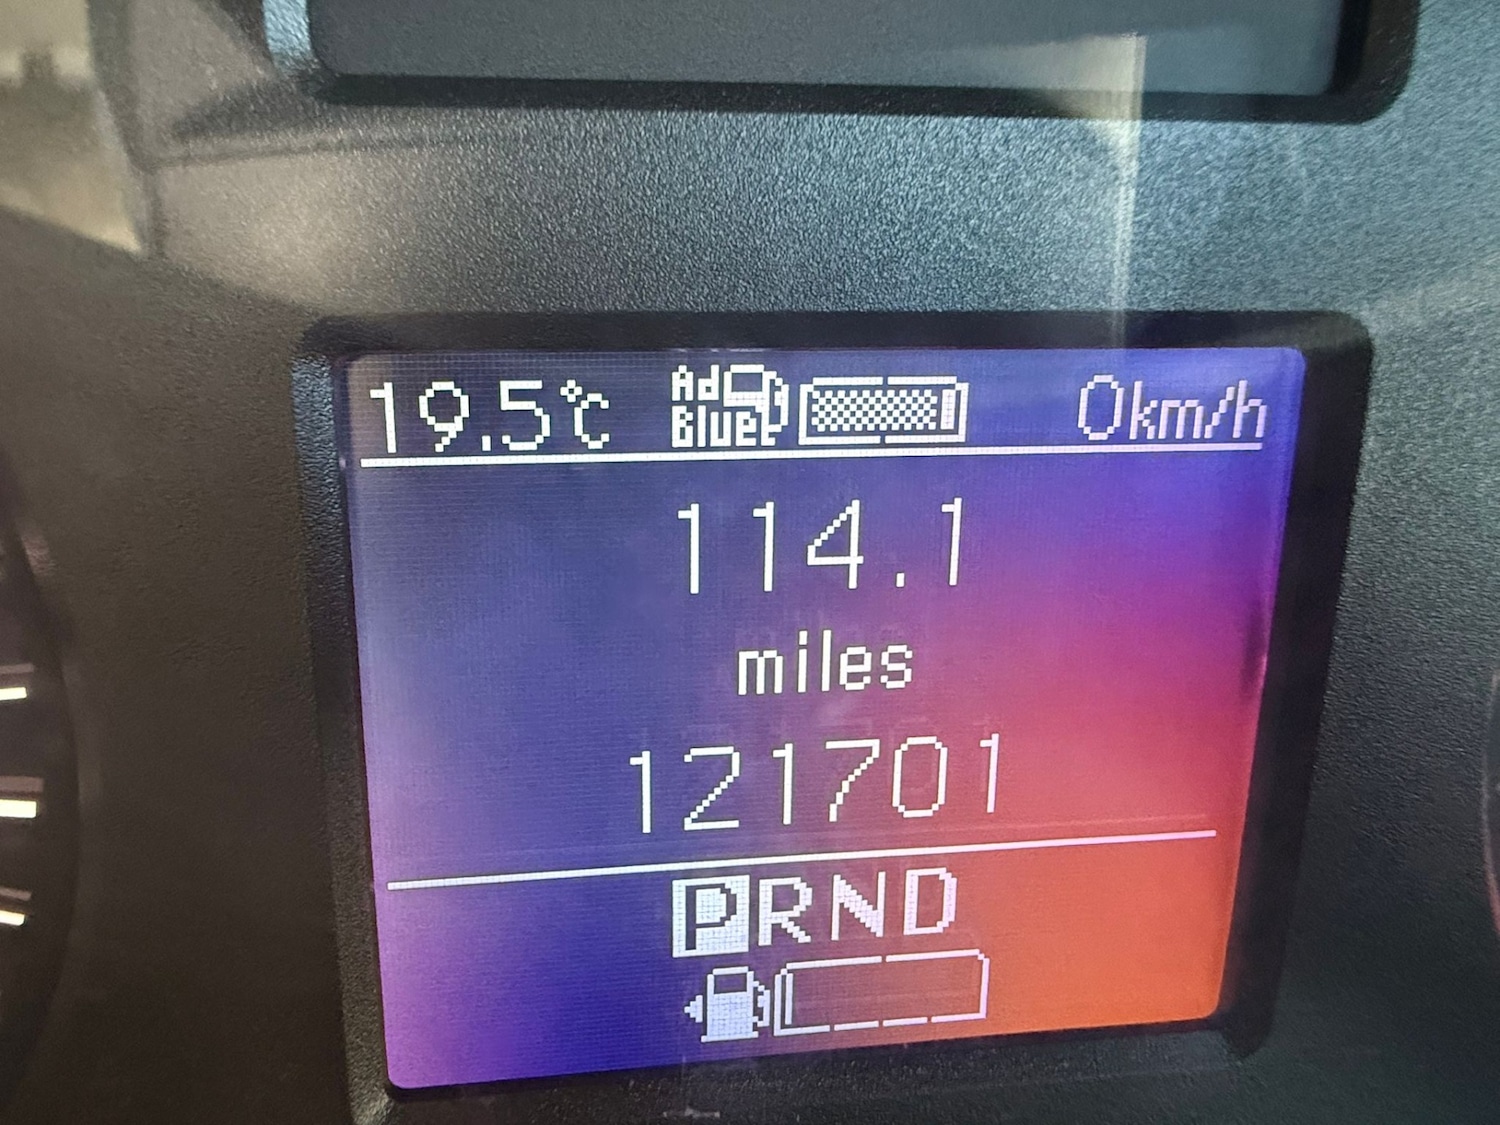 19.5°C AdBlue 0km/h
114.1
miles
121701
PRND